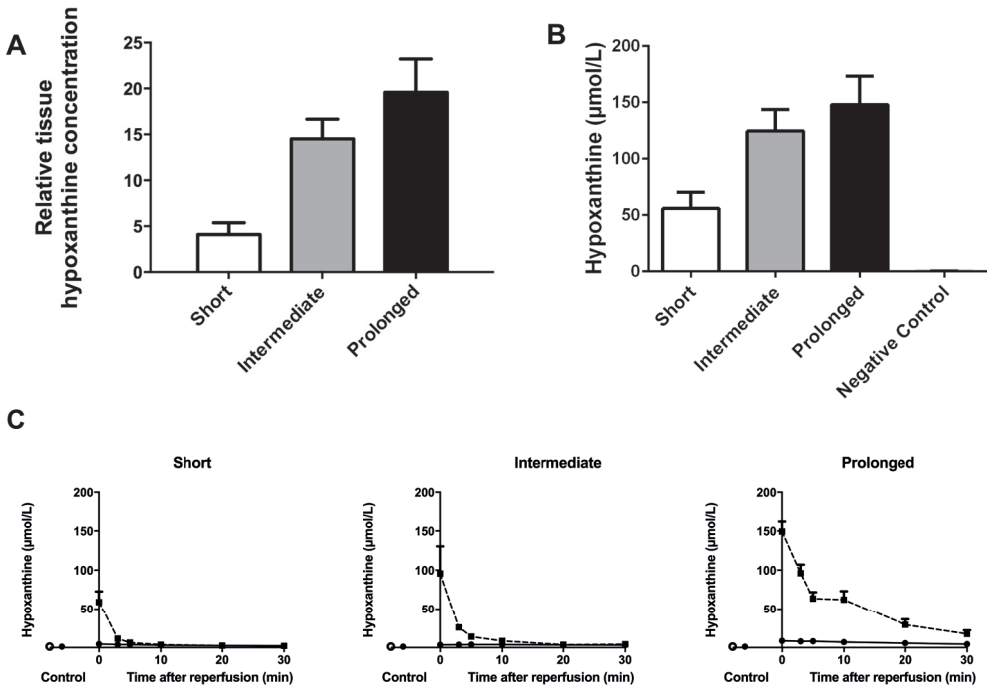 A
Relative tissue
hypoxanthine concentration
25
20
15
10
5
0
Short
Intermediate
Prolonged
B
Hypoxanthine (μmol/L)
200
150
100
50
0
Short
Intermediate
Prolonged
Negative Control
C
Short
Hypoxanthine (μmol/L)
200
150
100
50
0 10 20 30
Control Time after reperfusion (min)
Intermediate
Hypoxanthine (μmol/L)
200
150
100
50
0 10 20 30
Control Time after reperfusion (min)
Prolonged
Hypoxanthine (μmol/L)
200
150
100
50
0 10 20 30
Control Time after reperfusion (min)